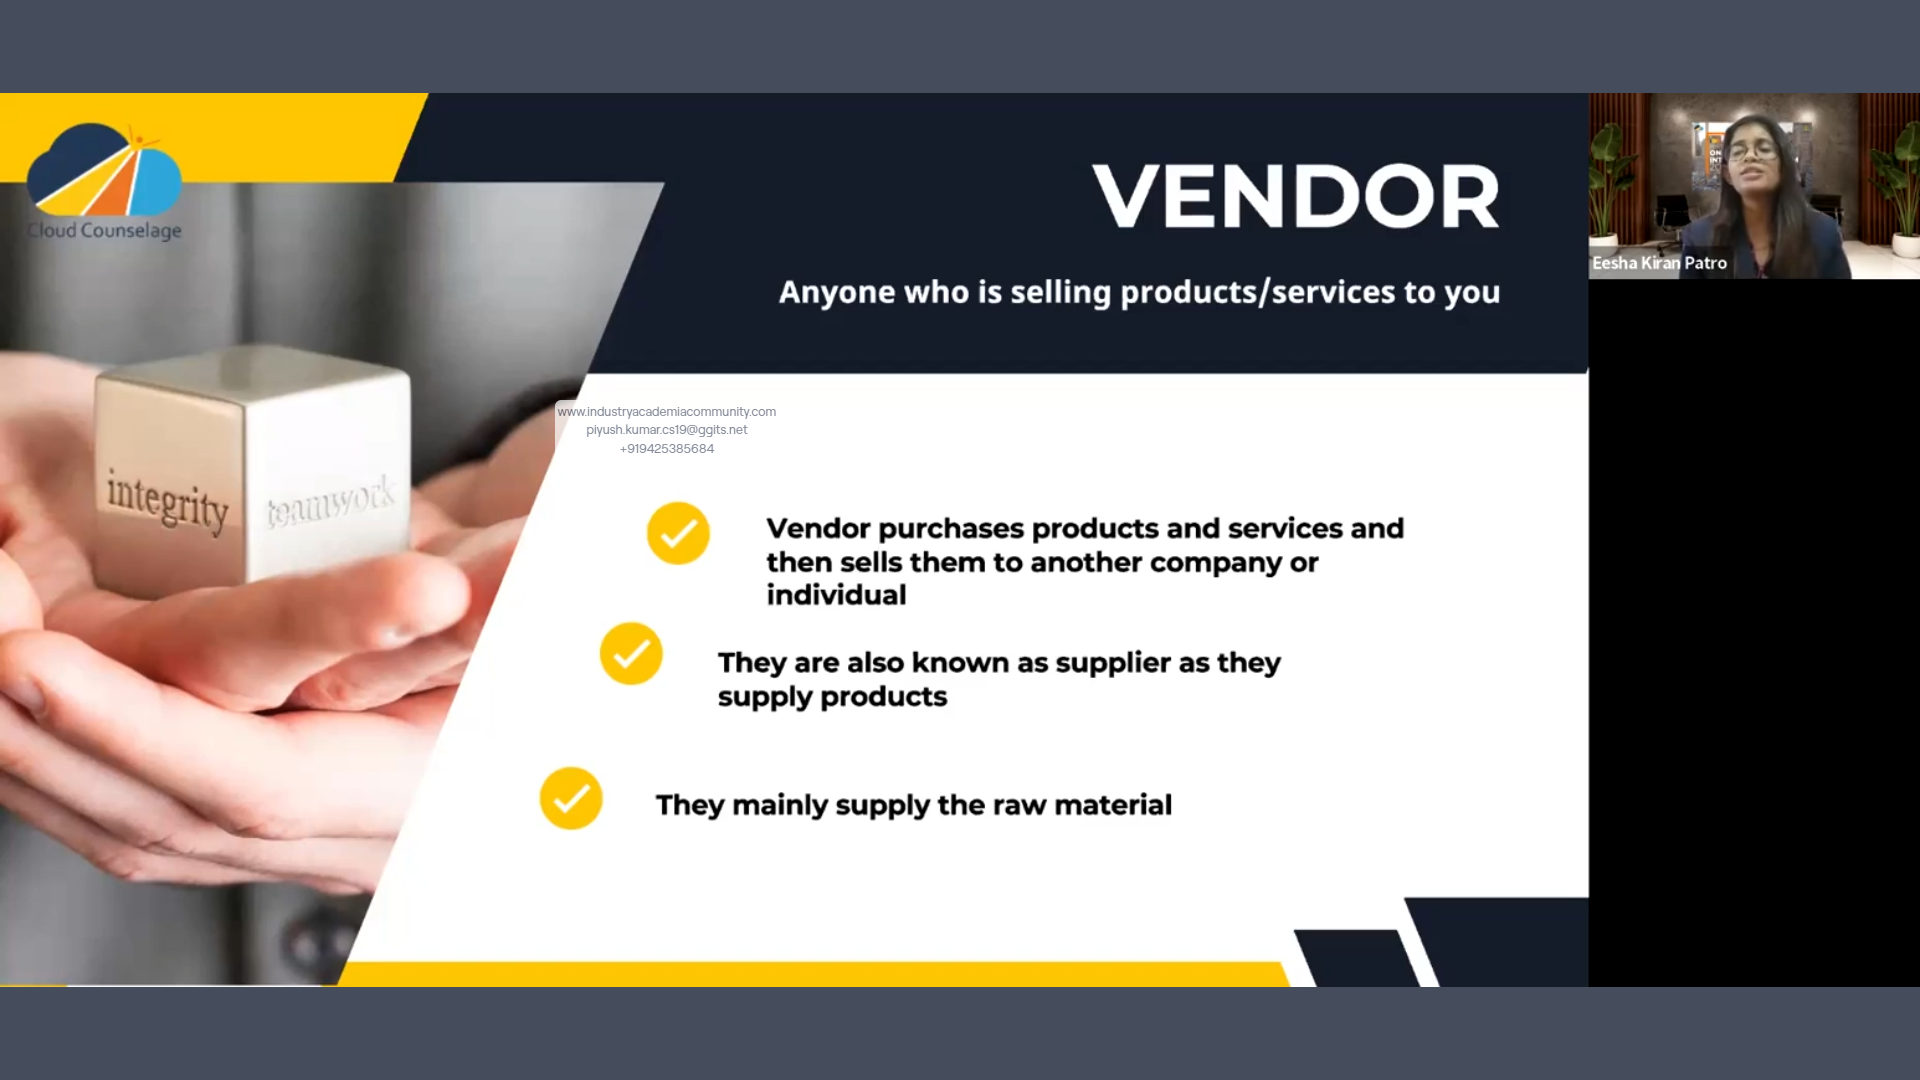 Cloud Counselage
VENDOR
Anyone who is selling products/services to you
integrity
teamwork
www.industryacademiacommunity.com
piyush.kumar.cs19@ggits.net
+919425385684
Vendor purchases products and services and
then sells them to another company or
individual
They are also known as supplier as they
supply products
They mainly supply the raw material
Eesha Kiran Patro